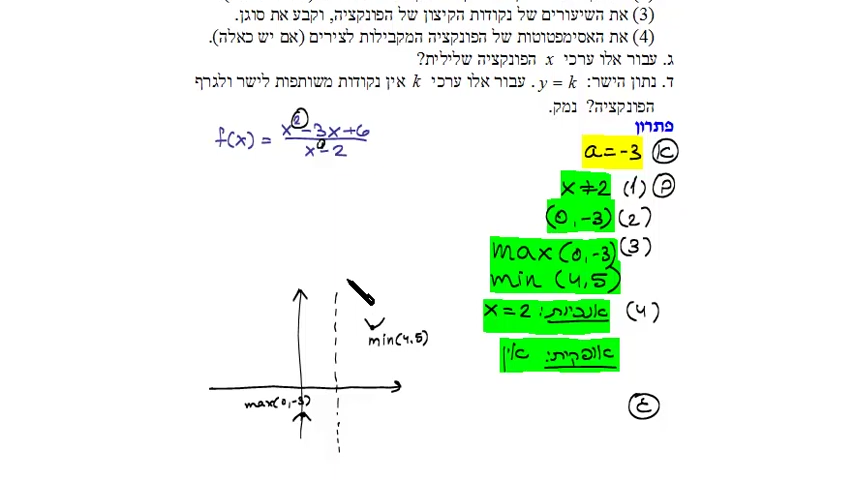 (3) את השיעורים של נקודות הקיצון של הפונקציה, וקבע את סוגן.
(4) את האסימפטוטות של הפונקציה המקבילות לצירים (אם יש כאלה).
ג. עבור אלו ערכי x הפונקציה שלילית?
ד. נתון הישר: y = k. עבור אלו ערכי k אין נקודות משותפות לישר ולגרף
הפונקציה? נמק.
פתרון
f(x) = (x² - 3x + 6) / (x - 2)
א a = -3
(1) x ≠ 2
(2) (0, -3)
(3) max (0, -3)
min (4, 5)
(4) אנכית: x = 2
אופקית: אין
min (4, 5)
max (0, -3)